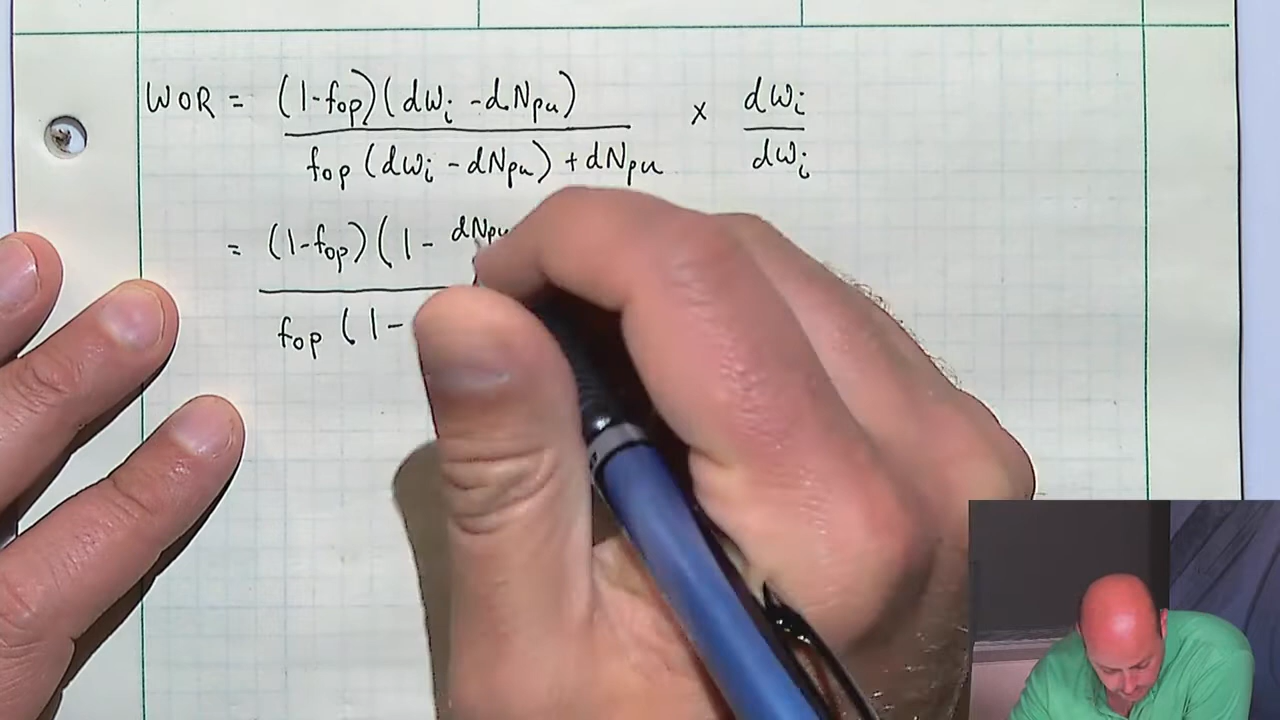 WOR = (1-fop)(dWi - dNpu) × dWi
fop (dWi - dNpu) + dNpu dWi
= (1-fop)(1 - dNpu
fop (1-